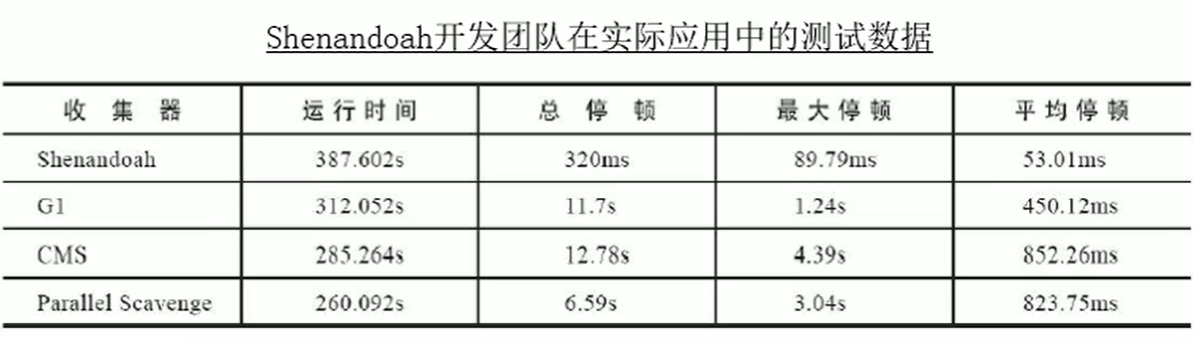 Shenandoah开发团队在实际应用中的测试数据
收集器 运行时间 总停顿 最大停顿 平均停顿
Shenandoah 387.602s 320ms 89.79ms 53.01ms
G1 312.052s 11.7s 1.24s 450.12ms
CMS 285.264s 12.78s 4.39s 852.26ms
Parallel Scavenge 260.092s 6.59s 3.04s 823.75ms